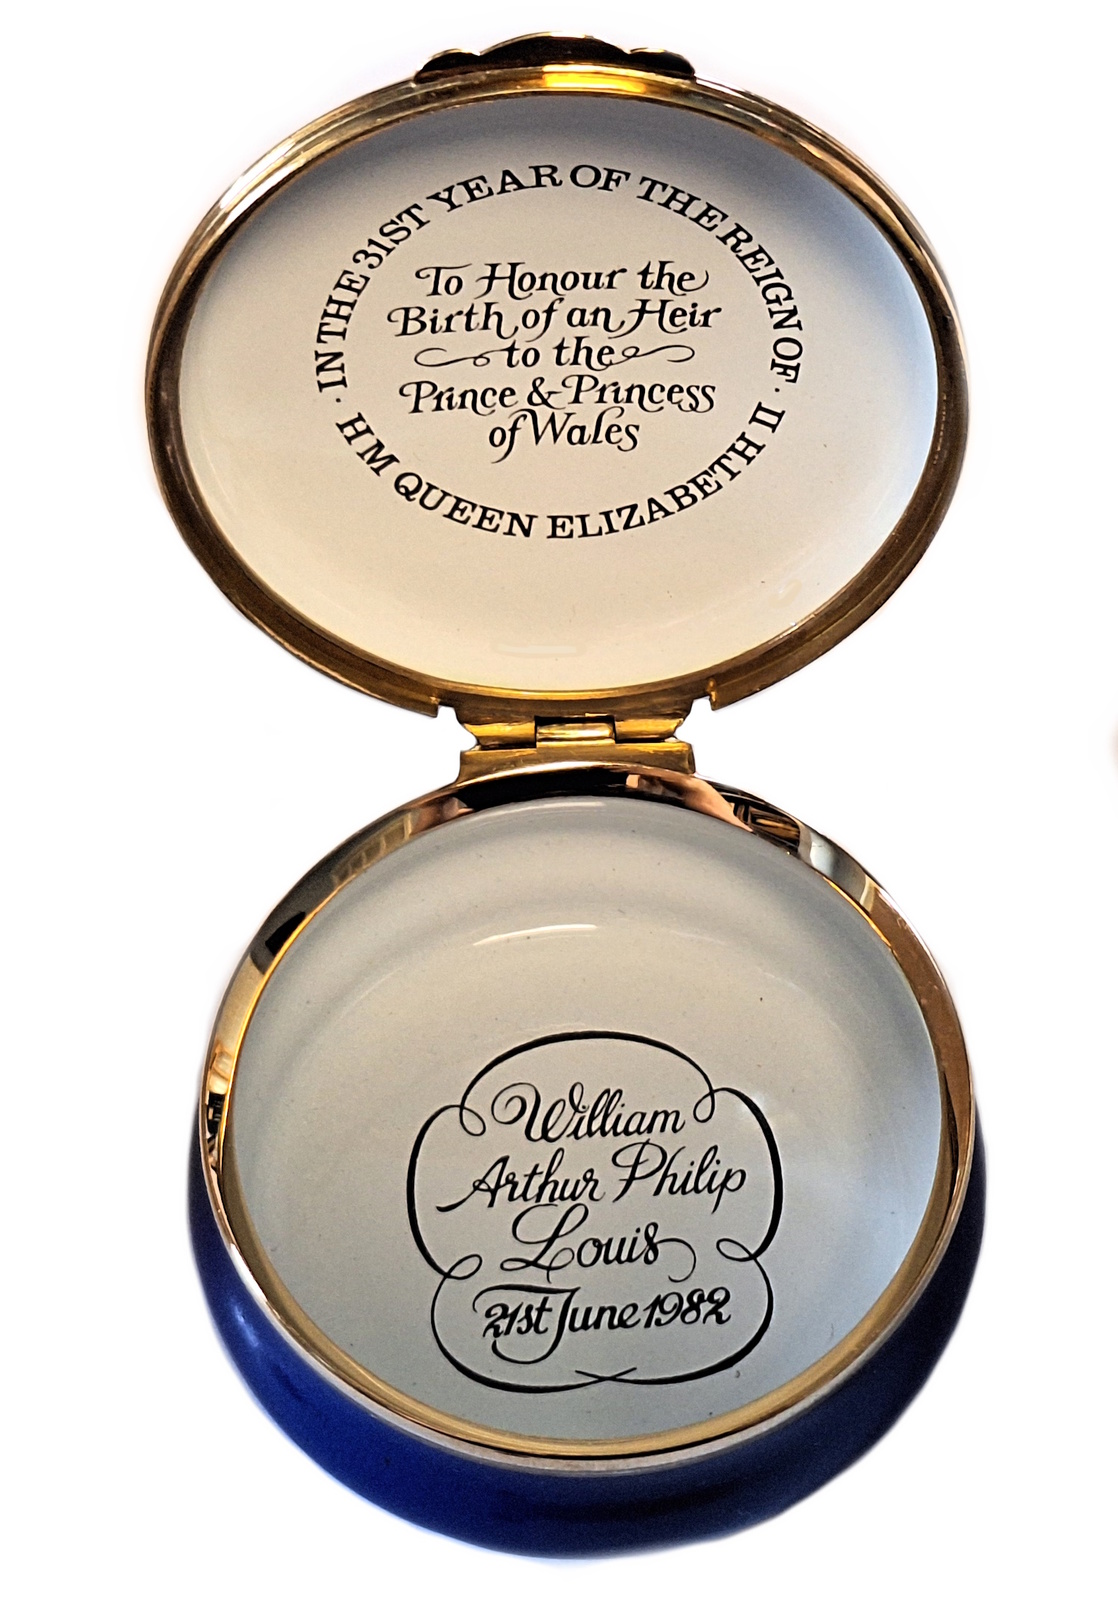 IN THE 31ST YEAR OF THE REIGN OF ·
HM QUEEN ELIZABETH II ·
To Honour the
Birth of an Heir
to the
Prince & Princess
of Wales
William
Arthur Philip
Louis
21st June 1982